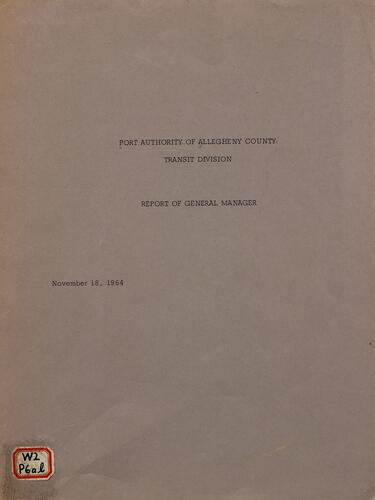 PORT AUTHORITY OF ALLEGHENY COUNTY
TRANSIT DIVISION
REPORT OF GENERAL MANAGER
November 18, 1964
W2
P6al